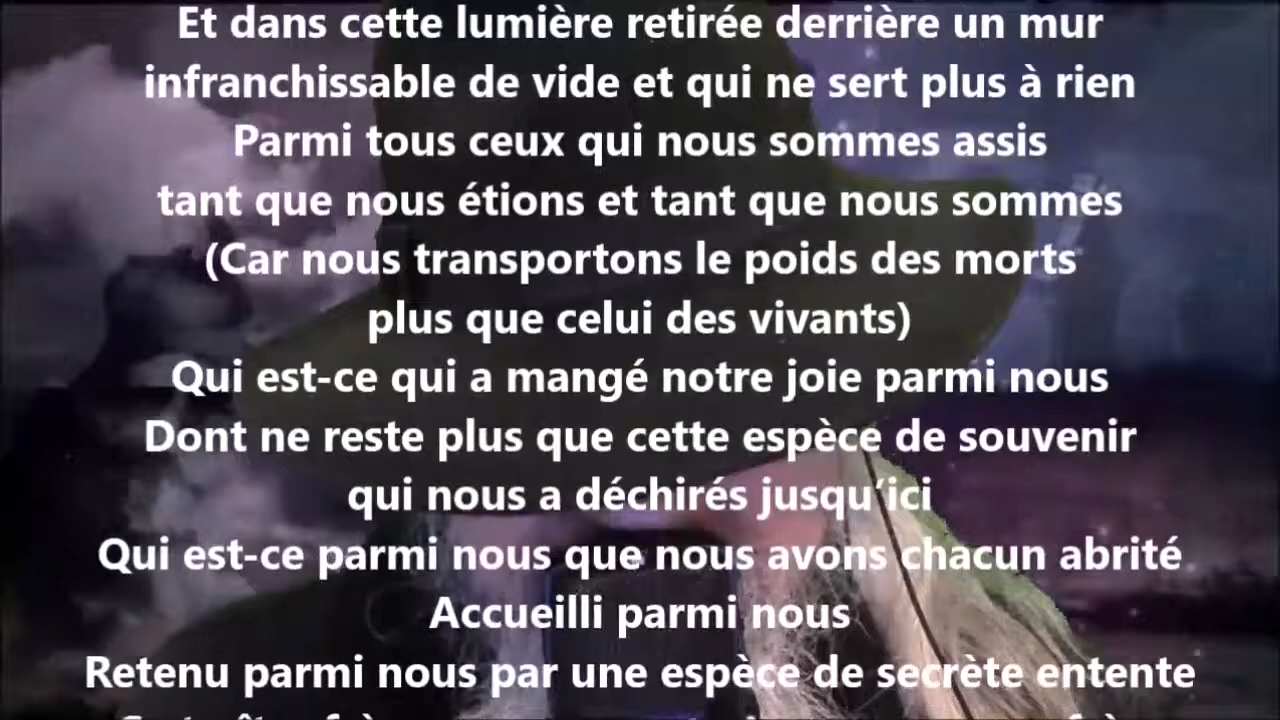 Et dans cette lumière retirée derrière un mur
infranchissable de vide et qui ne sert plus à rien
Parmi tous ceux qui nous sommes assis
tant que nous étions et tant que nous sommes
(Car nous transportons le poids des morts
plus que celui des vivants)
Qui est-ce qui a mangé notre joie parmi nous
Dont ne reste plus que cette espèce de souvenir
qui nous a déchirés jusqu’ici
Qui est-ce parmi nous que nous avons chacun abrité
Accueilli parmi nous
Retenu parmi nous par une espèce de secrète entente